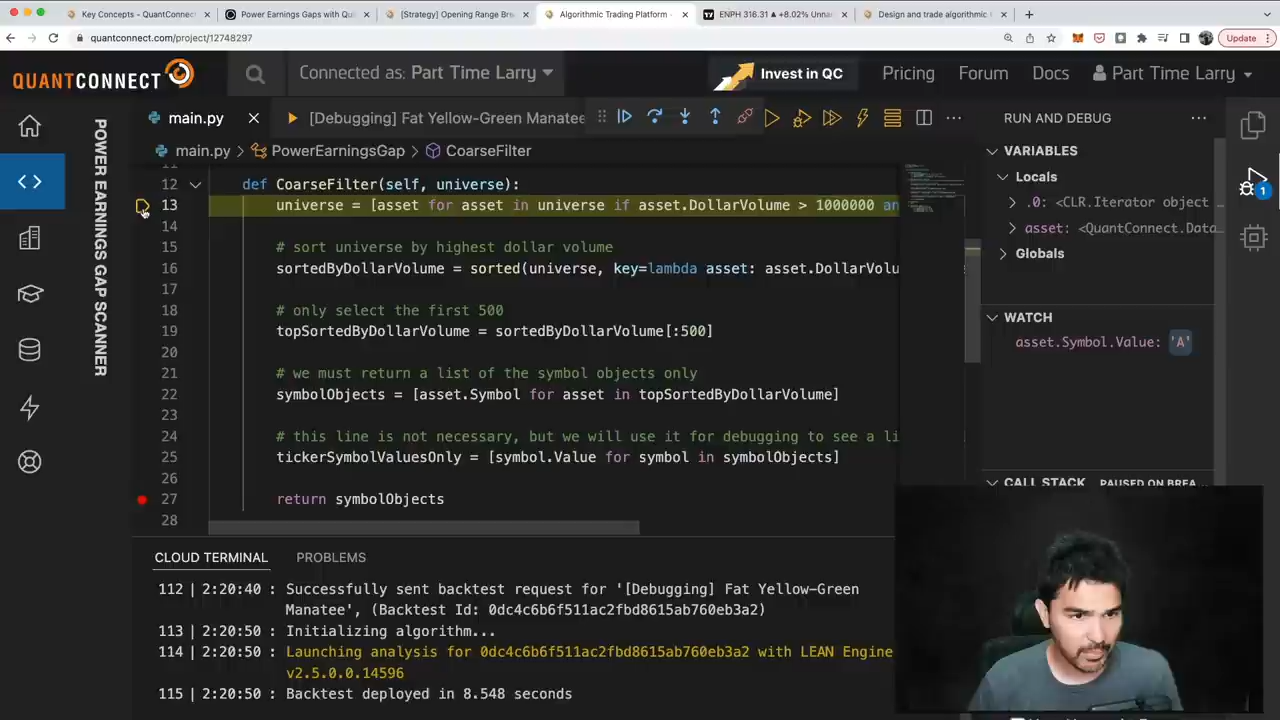 Key Concepts - QuantConnect
Power Earnings Gaps with Qu
[Strategy] Opening Range Bre
Algorithmic Trading Platform -
ENPH 316.31 ▲ +8.02% Unna
Design and trade algorithmic
quantconnect.com/project/12748297
Update
QUANTCONNECT
Connected as: Part Time Larry
Invest in QC
Pricing
Forum
Docs
Part Time Larry
main.py
[Debugging] Fat Yellow-Green Manatee
RUN AND DEBUG
main.py
PowerEarningsGap
CoarseFilter
POWER EARNINGS GAP SCANNER
11
12 def CoarseFilter(self, universe):
13 universe = [asset for asset in universe if asset.DollarVolume > 1000000 an
14
15 # sort universe by highest dollar volume
16 sortedByDollarVolume = sorted(universe, key=lambda asset: asset.DollarVolu
17
18 # only select the first 500
19 topSortedByDollarVolume = sortedByDollarVolume[:500]
20
21 # we must return a list of the symbol objects only
22 symbolObjects = [asset.Symbol for asset in topSortedByDollarVolume]
23
24 # this line is not necessary, but we will use it for debugging to see a li
25 tickerSymbolValuesOnly = [symbol.Value for symbol in symbolObjects]
26
27 return symbolObjects
28
VARIABLES
Locals
.0: <CLR.Iterator object
asset: <QuantConnect.Data…
Globals
WATCH
asset.Symbol.Value: 'A'
CALL STACK PAUSED ON BREA…
1
CLOUD TERMINAL
PROBLEMS
112 | 2:20:40 : Successfully sent backtest request for '[Debugging] Fat Yellow-Green
Manatee', (Backtest Id: 0dc4c6b6f511ac2fbd8615ab760eb3a2)
113 | 2:20:50 : Initializing algorithm...
114 | 2:20:50 : Launching analysis for 0dc4c6b6f511ac2fbd8615ab760eb3a2 with LEAN Engine
v2.5.0.0.14596
115 | 2:20:50 : Backtest deployed in 8.548 seconds